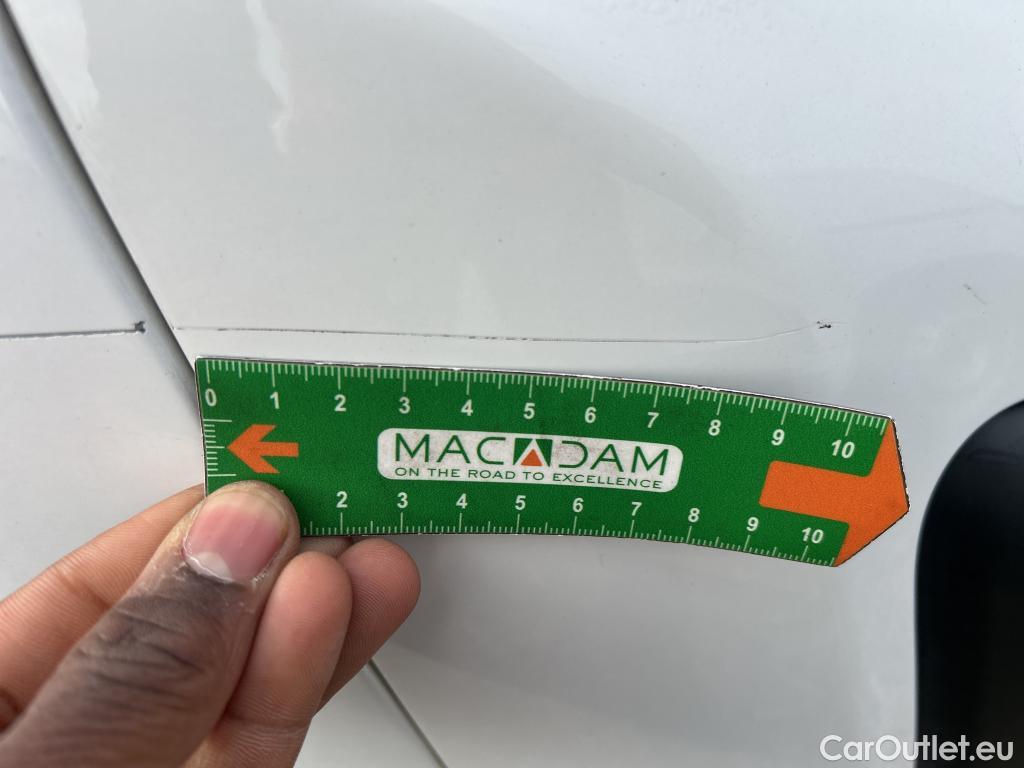 0 1 2 3 4 5 6 7 8 9 10
MACADAM
ON THE ROAD TO EXCELLENCE
2 3 4 5 6 7 8 9 10
CarOutlet.eu